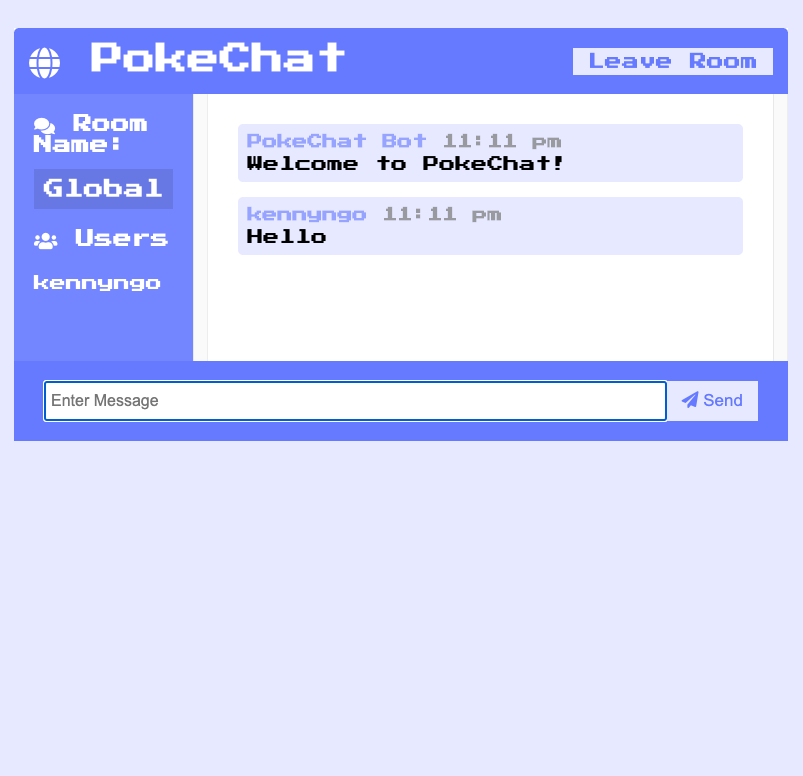 PokeChat
Leave Room
Room
Name:
Global
Users
kennyngo
PokeChat Bot 11:11 pm
Welcome to PokeChat!
kennyngo 11:11 pm
Hello
Enter Message
Send